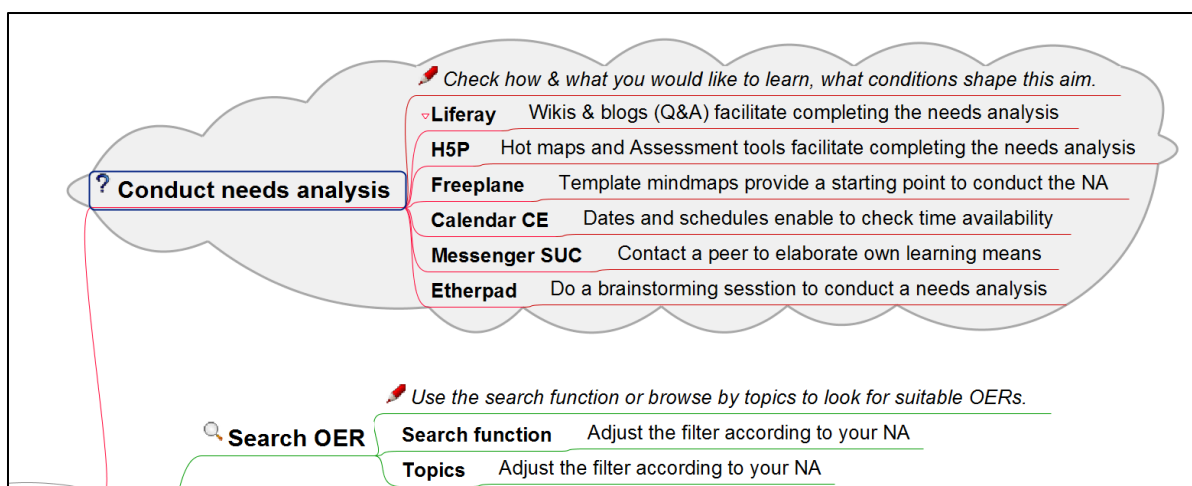 Check how & what you would like to learn, what conditions shape this aim.
Liferay Wikis & blogs (Q&A) facilitate completing the needs analysis
H5P Hot maps and Assessment tools facilitate completing the needs analysis
? Conduct needs analysis
Freeplane Template mindmaps provide a starting point to conduct the NA
Calendar CE Dates and schedules enable to check time availability
Messenger SUC Contact a peer to elaborate own learning means
Etherpad Do a brainstorming sesstion to conduct a needs analysis
Use the search function or browse by topics to look for suitable OERs.
Search OER
Search function Adjust the filter according to your NA
Topics Adjust the filter according to your NA